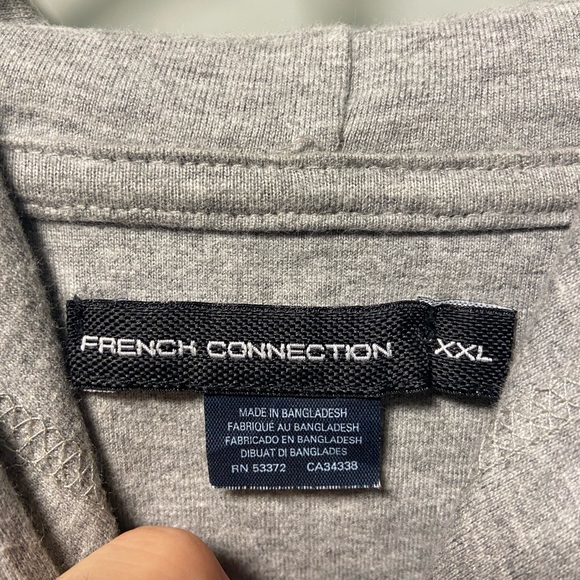 FRENCH CONNECTION
XXL
MADE IN BANGLADESH
FABRIQUÉ AU BANGLADESH
FABRICADO EN BANGLADESH
DIBUAT DI BANGLADES
RN 53372 CA34338